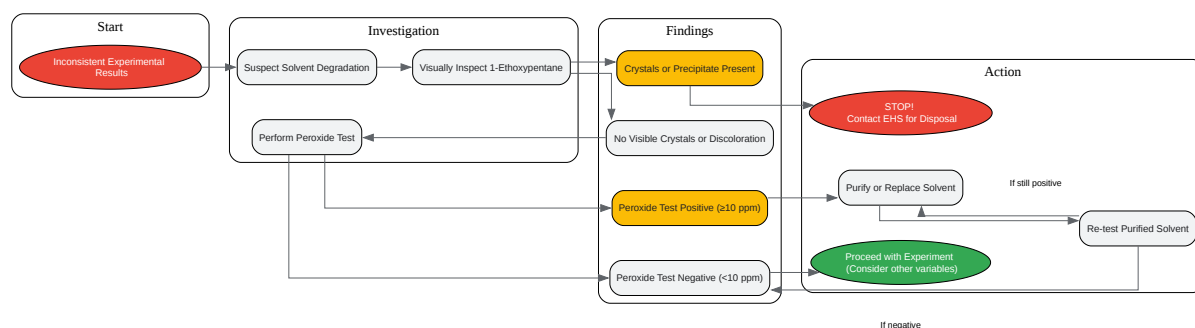 Start
Inconsistent Experimental
Results
Investigation
Suspect Solvent Degradation
Visually Inspect 1-Ethoxypentane
Perform Peroxide Test
Findings
Crystals or Precipitate Present
No Visible Crystals or Discoloration
Peroxide Test Positive (≥10 ppm)
Peroxide Test Negative (<10 ppm)
Action
STOP!
Contact EHS for Disposal
Purify or Replace Solvent
If still positive
Re-test Purified Solvent
Proceed with Experiment
(Consider other variables)
If negative